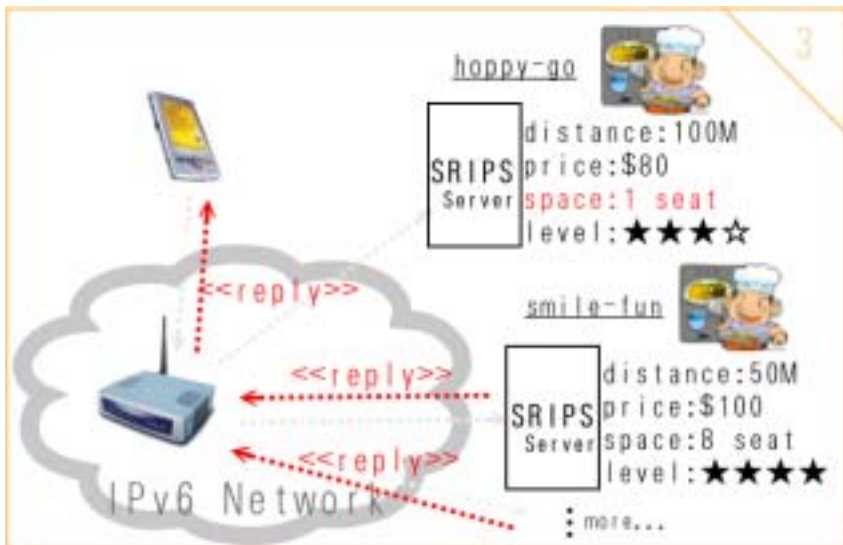 3
hoppy-go
SRIPS
Server
distance:100M
price:$80
space:1 seat
level:★★★☆
<<reply>>
smile-fun
<<reply>>
SRIPS
Server
distance:50M
price:$100
space:8 seat
level:★★★★
<<reply>>
IPv6 Network
more...